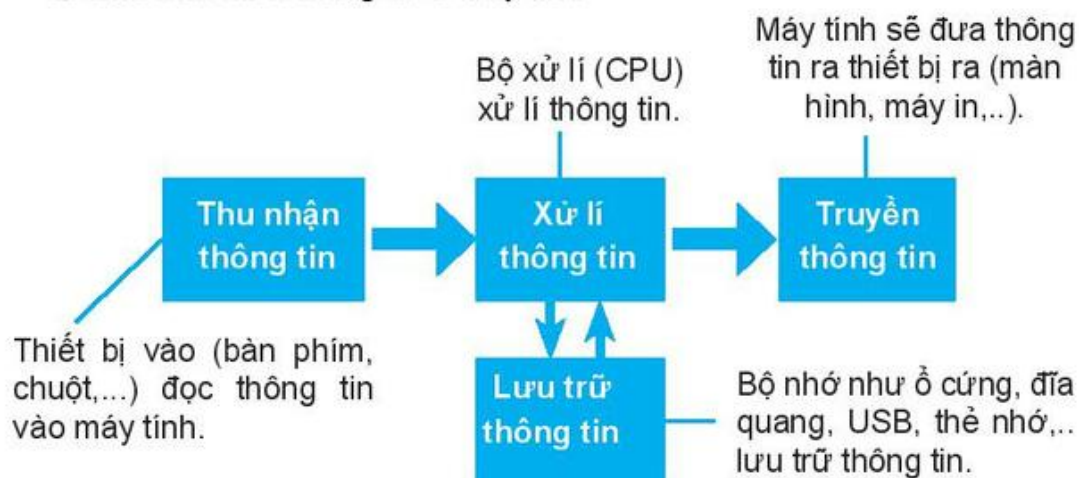 Máy tính sẽ đưa thông
tin ra thiết bị ra (màn
hình, máy in,..).
Bộ xử lí (CPU)
xử lí thông tin.
Thu nhận
thông tin
Xử lí
thông tin
Truyền
thông tin
Thiết bị vào (bàn phím,
chuột,...) đọc thông tin
vào máy tính.
Lưu trữ
thông tin
Bộ nhớ như ổ cứng, đĩa
quang, USB, thẻ nhớ,..
lưu trữ thông tin.